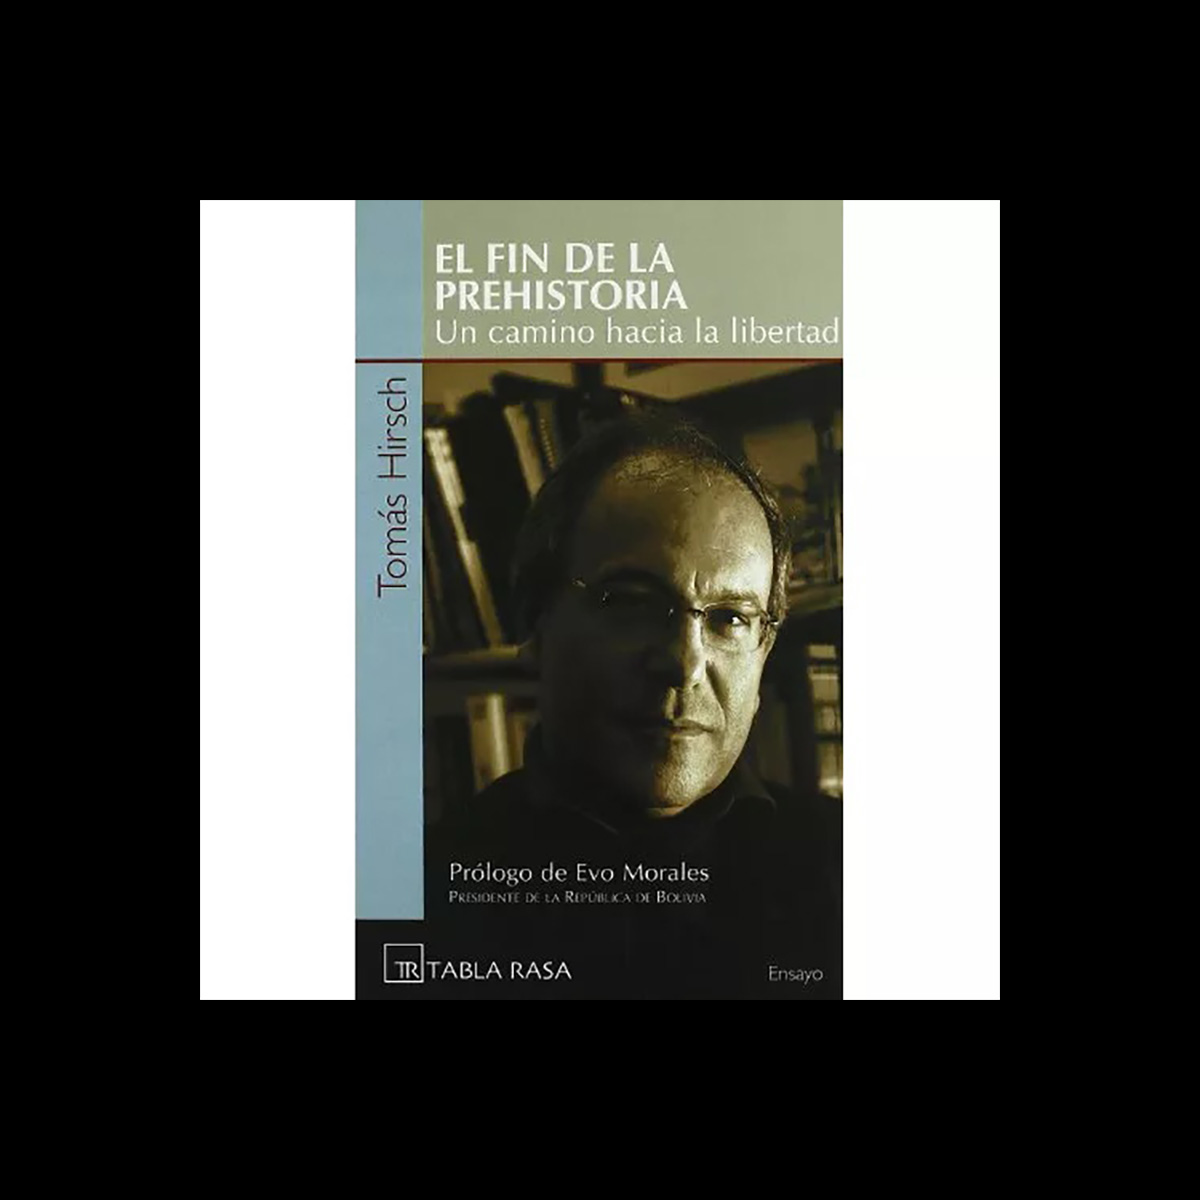 EL FIN DE LA
PREHISTORIA
Un camino hacia la libertad
Tomás Hirsch
Prólogo de Evo Morales
PRESIDENTE DE LA REPÚBLICA DE BOLIVIA
TR TABLA RASA
Ensayo